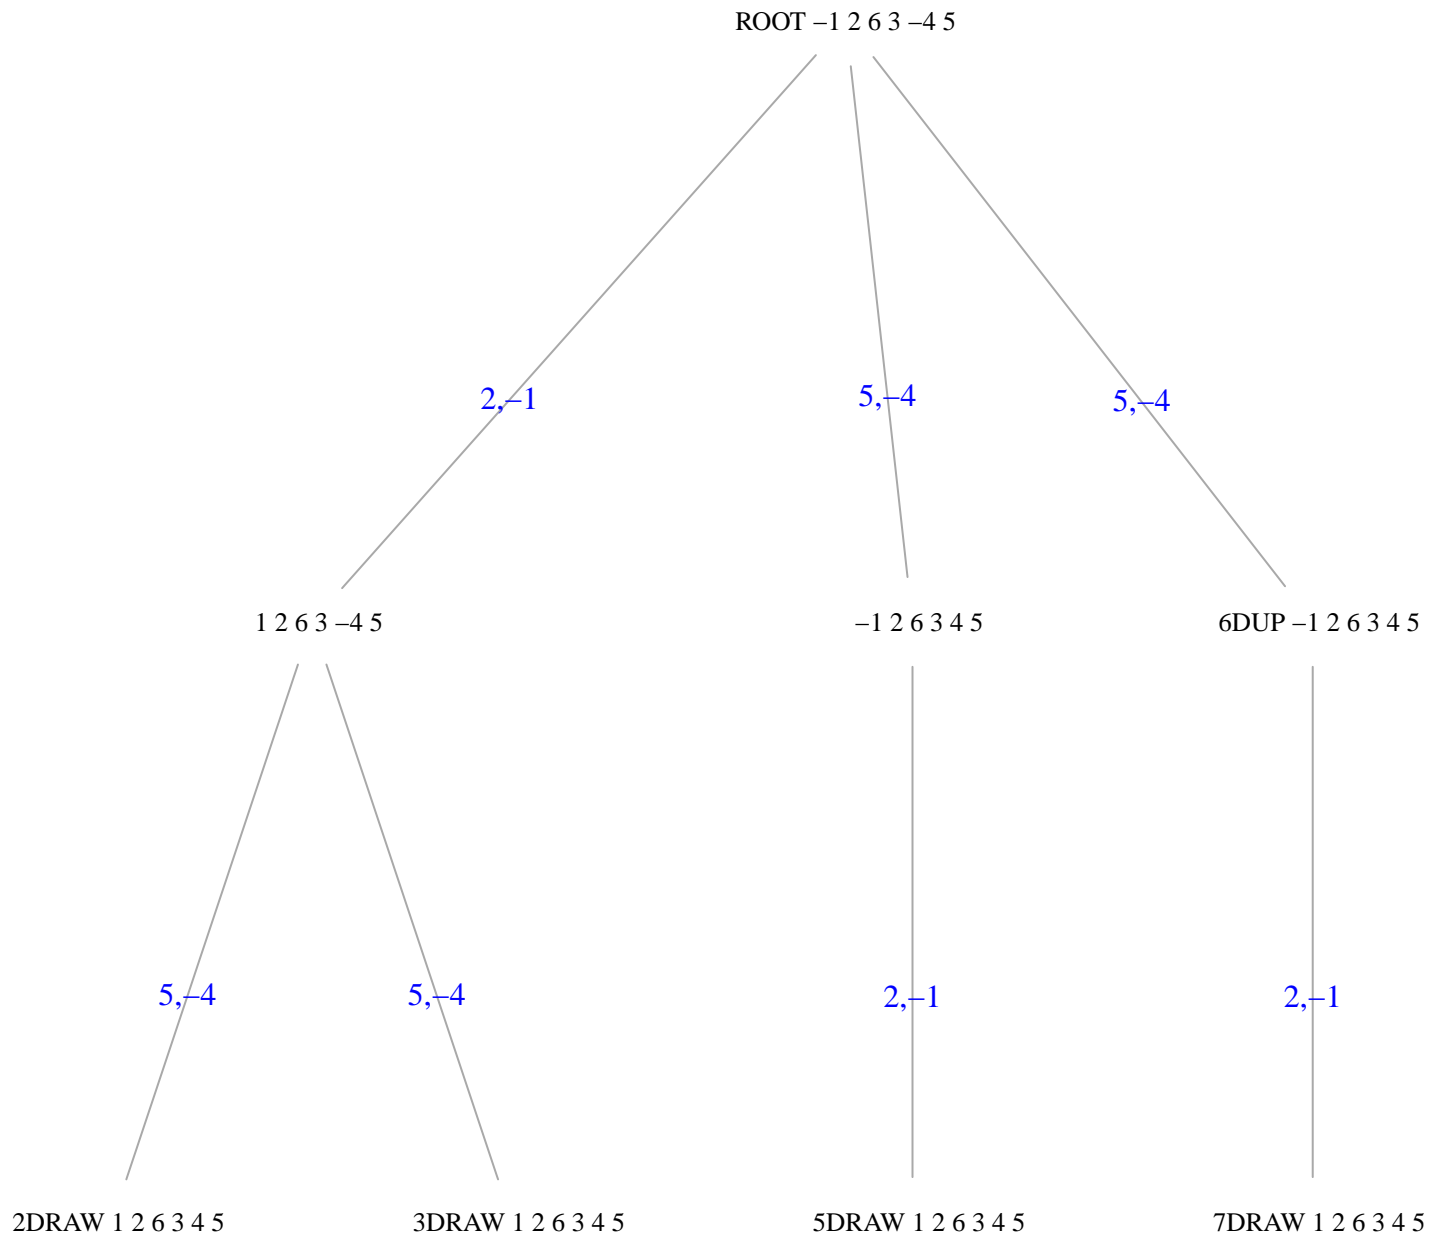 ROOT –1 2 6 3 –4 5
2,–1
5,–4
5,–4
1 2 6 3 –4 5
–1 2 6 3 4 5
6DUP –1 2 6 3 4 5
5,–4
5,–4
2,–1
2,–1
2DRAW 1 2 6 3 4 5
3DRAW 1 2 6 3 4 5
5DRAW 1 2 6 3 4 5
7DRAW 1 2 6 3 4 5